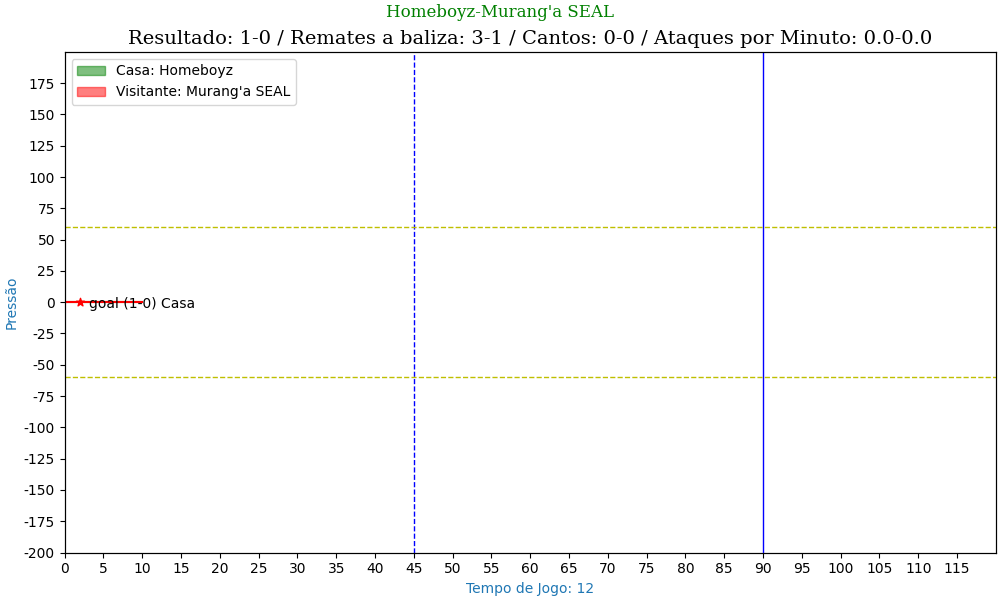 Homeboyz-Murang'a SEAL
Resultado: 1-0 / Remates a baliza: 3-1 / Cantos: 0-0 / Ataques por Minuto: 0.0-0.0
Casa: Homeboyz
Visitante: Murang'a SEAL
175
150
125
100
75
50
25
0
-25
-50
-75
-100
-125
-150
-175
-200
Pressão
goal (1-0) Casa
0 5 10 15 20 25 30 35 40 45 50 55 60 65 70 75 80 85 90 95 100 105 110 115
Tempo de Jogo: 12